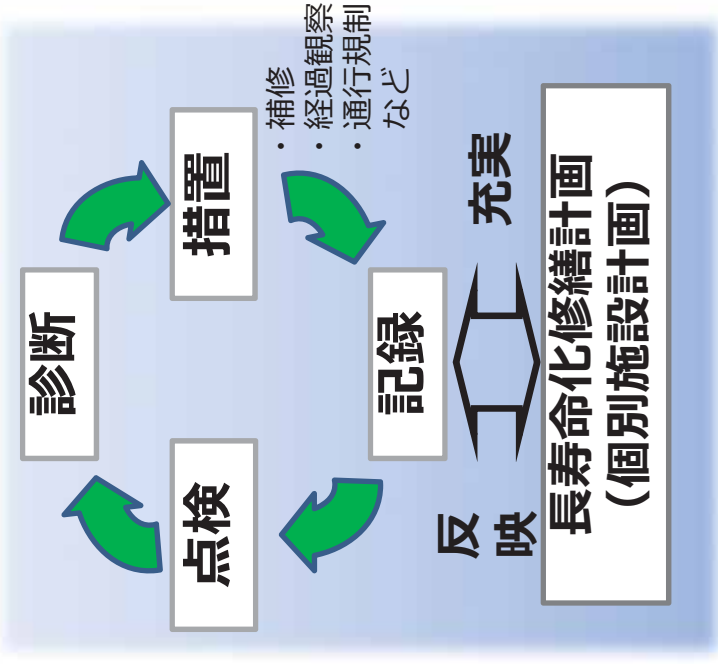 診断
点検
措置
・補修
・経過観察
・通行規制
など
記録
反映
充実
長寿命化修繕計画
（個別施設計画）